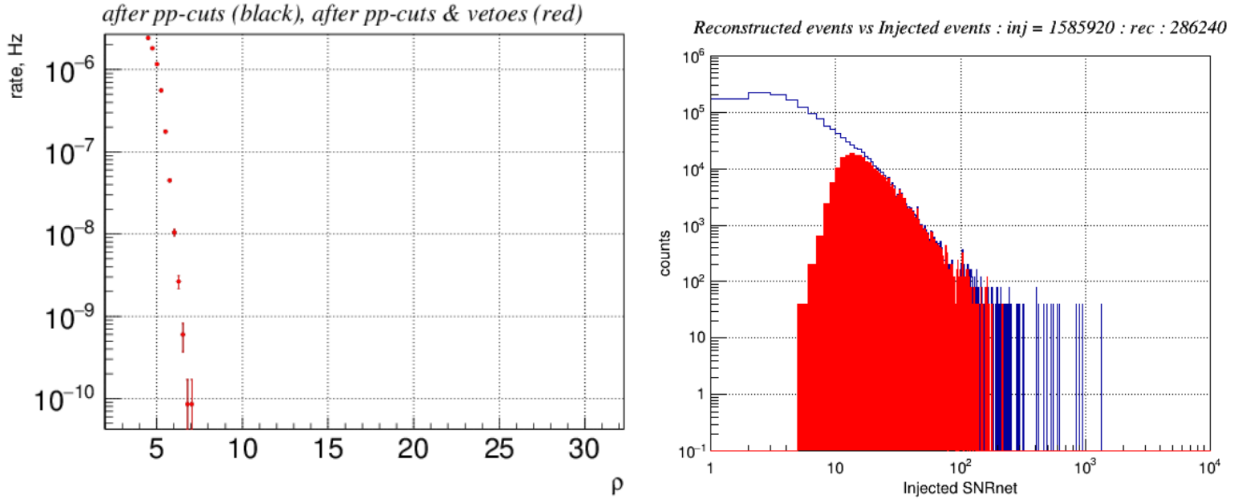 after pp-cuts (black), after pp-cuts & vetoes (red)
rate, Hz
10⁻⁶
10⁻⁷
10⁻⁸
10⁻⁹
10⁻¹⁰
5 10 15 20 25 30
ρ
Reconstructed events vs Injected events : inj = 1585920 : rec : 286240
counts
10⁶
10⁵
10⁴
10³
10²
10
1
10⁻¹
1 10 10² 10³ 10⁴
Injected SNRnet